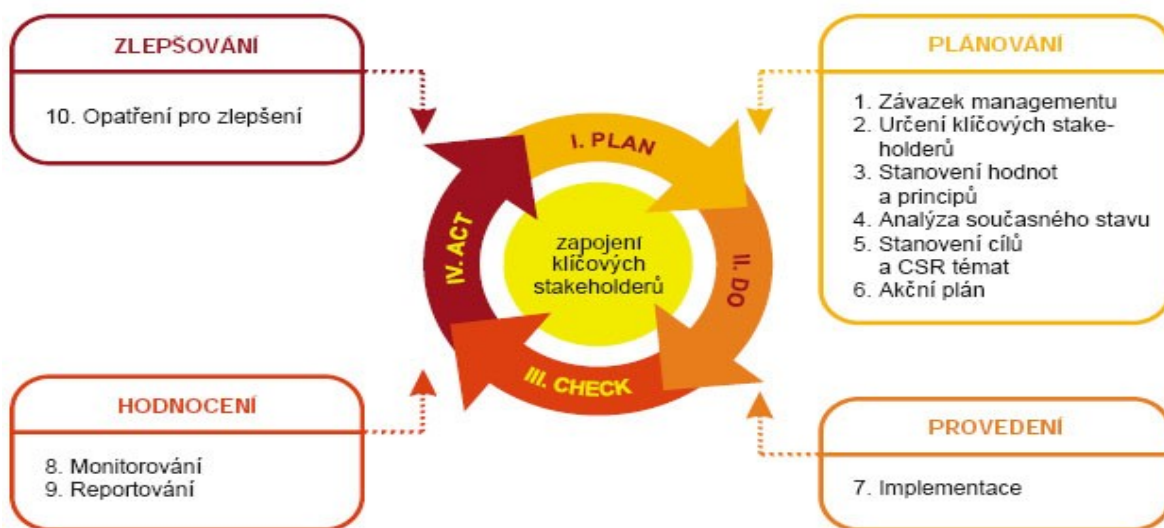 ZLEPŠOVÁNÍ
10. Opatření pro zlepšení
PLÁNOVÁNÍ
1. Závazek managementu
2. Určení klíčových stake-
holderů
3. Stanovení hodnot
a principů
4. Analýza současného stavu
5. Stanovení cílů
a CSR témat
6. Akční plán
I. PLAN
II. DO
III. CHECK
IV. ACT
zapojení
klíčových
stakeholderů
HODNOCENÍ
8. Monitorování
9. Reportování
PROVEDENÍ
7. Implementace